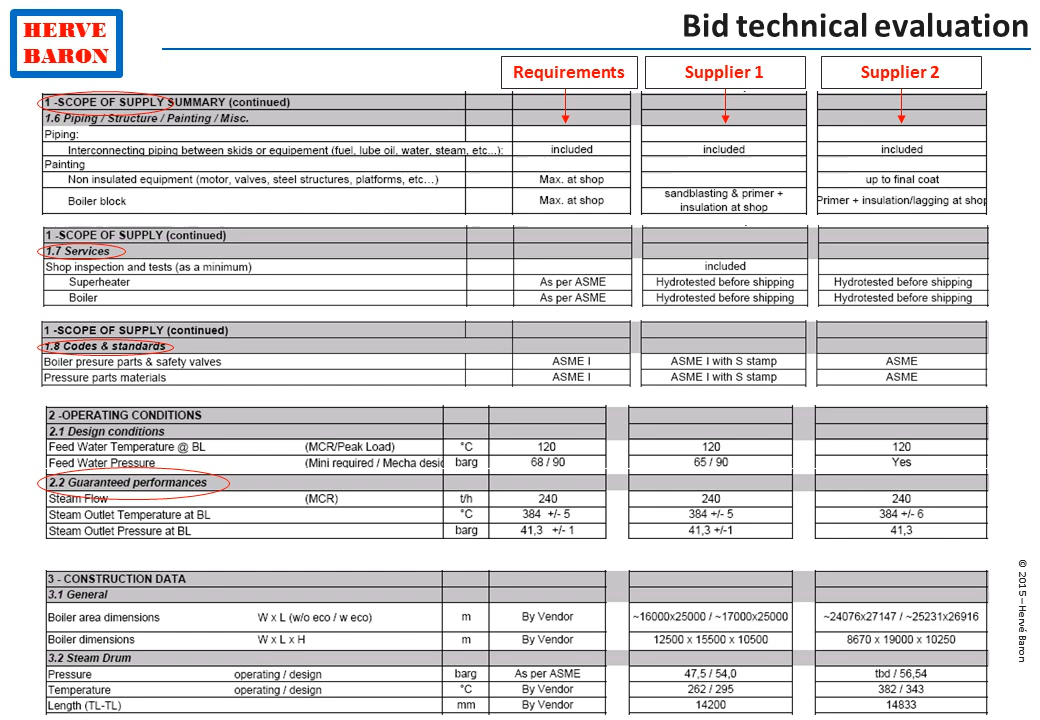 HERVE
BARON
Bid technical evaluation
Requirements Supplier 1 Supplier 2
1 -SCOPE OF SUPPLY SUMMARY (continued)
1.6 Piping / Structure / Painting / Misc.
Piping:
Interconnecting piping between skids or equipement (fuel, lube oil, water, steam, etc...): included included included
Painting
Non insulated equipment (motor, valves, steel structures, platforms, etc…) Max. at shop up to final coat
Boiler block Max. at shop sandblasting & primer + insulation at shop Primer + insulation/lagging at shop
1 -SCOPE OF SUPPLY (continued)
1.7 Services
Shop inspection and tests (as a minimum) included
Superheater As per ASME Hydrotested before shipping Hydrotested before shipping
Boiler As per ASME Hydrotested before shipping Hydrotested before shipping
1 -SCOPE OF SUPPLY (continued)
1.8 Codes & standards
Boiler presure parts & safety valves ASME I ASME I with S stamp ASME
Pressure parts materials ASME I ASME I with S stamp ASME
2 -OPERATING CONDITIONS
2.1 Design conditions
Feed Water Temperature @ BL (MCR/Peak Load) °C 120 120 120
Feed Water Pressure (Mini required / Mecha desig barg 68 / 90 65 / 90 Yes
2.2 Guaranteed performances
Steam Flow (MCR) t/h 240 240 240
Steam Outlet Temperature at BL °C 384 +/- 5 384 +/- 5 384 +/- 6
Steam Outlet Pressure at BL barg 41,3 +/- 1 41,3 +/-1 41,3
3 - CONSTRUCTION DATA
3.1 General
Boiler area dimensions W x L (w/o eco / w eco) m By Vendor ~16000x25000 / ~17000x25000 ~24076x27147 / ~25231x26916
Boiler dimensions W x L x H m By Vendor 12500 x 15500 x 10500 8670 x 19000 x 10250
3.2 Steam Drum
Pressure operating / design barg As per ASME 47,5 / 54,0 tbd / 56,54
Temperature operating / design °C By Vendor 262 / 295 382 / 343
Length (TL-TL) mm By Vendor 14200 14833
© 2015 – Hervé Baron